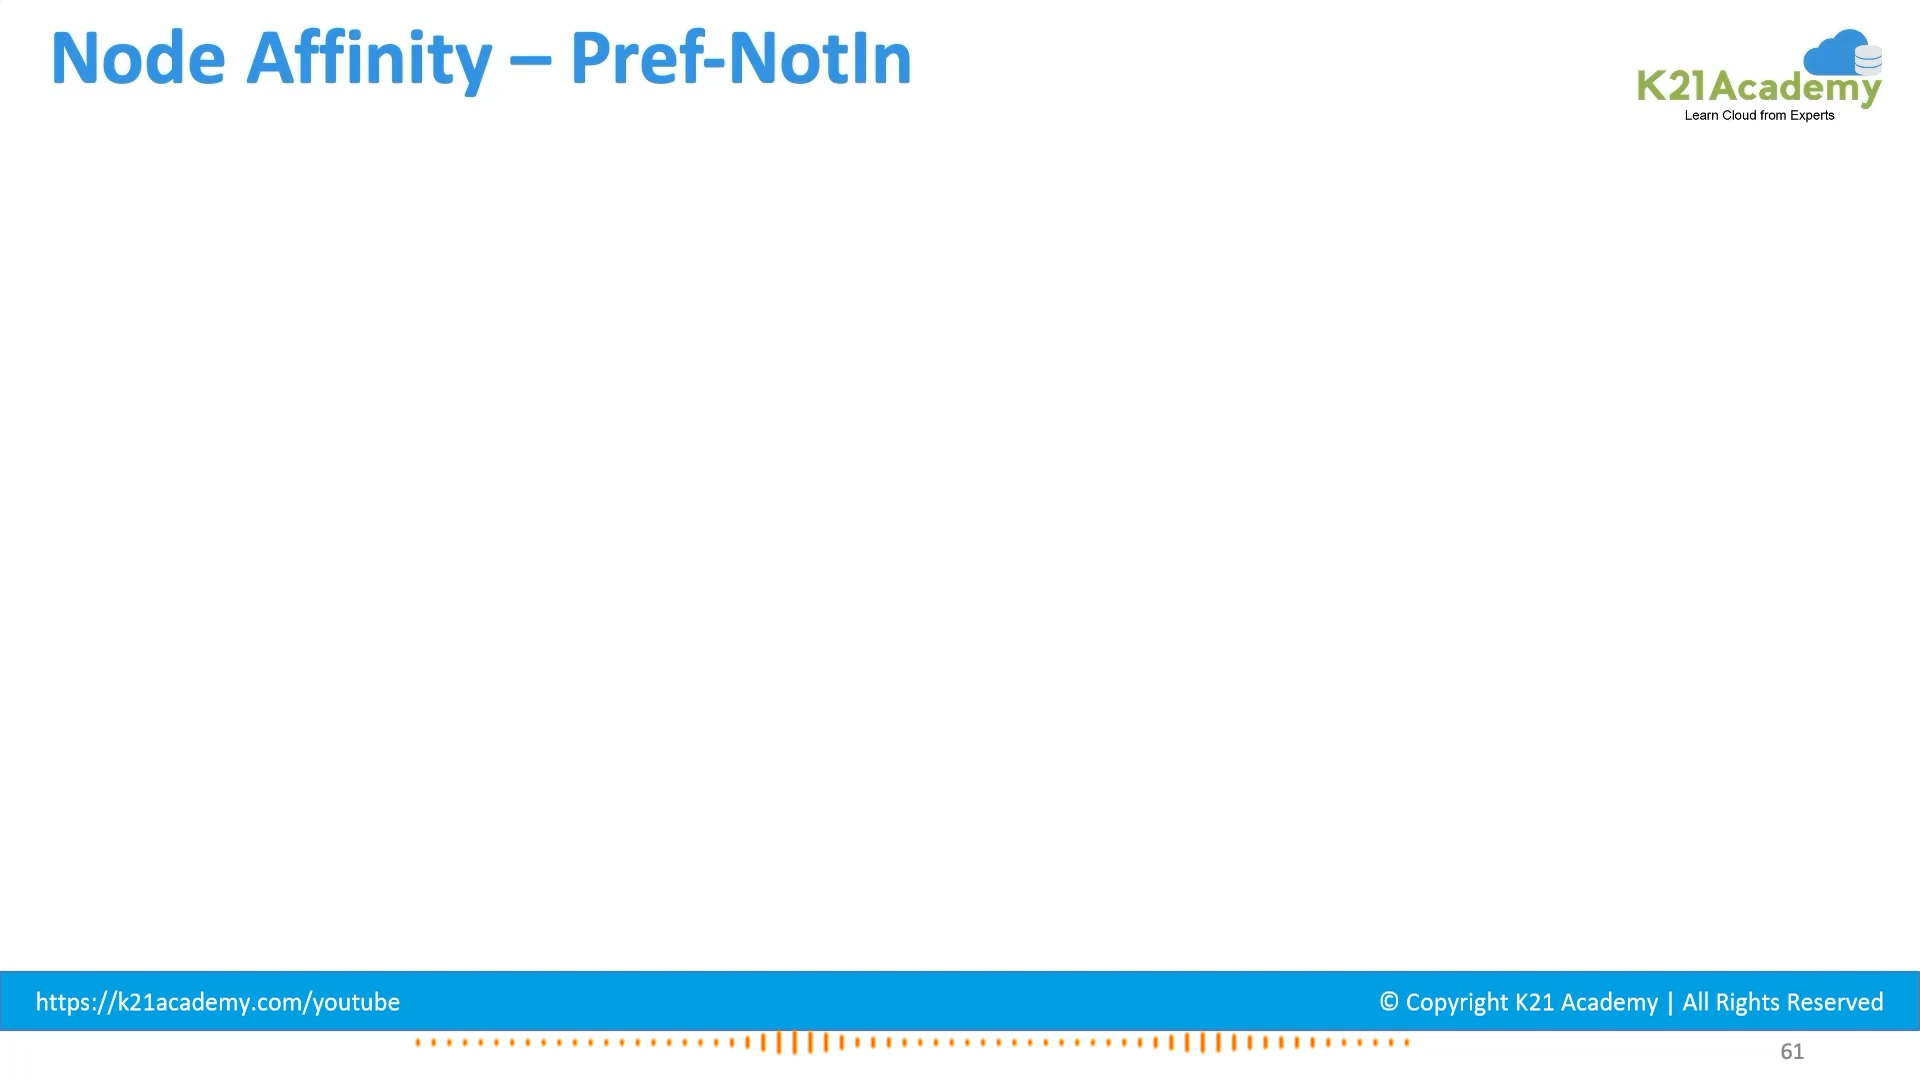 Node Affinity – Pref-NotIn
K21Academy
Learn Cloud from Experts
https://k21academy.com/youtube
© Copyright K21 Academy | All Rights Reserved
61